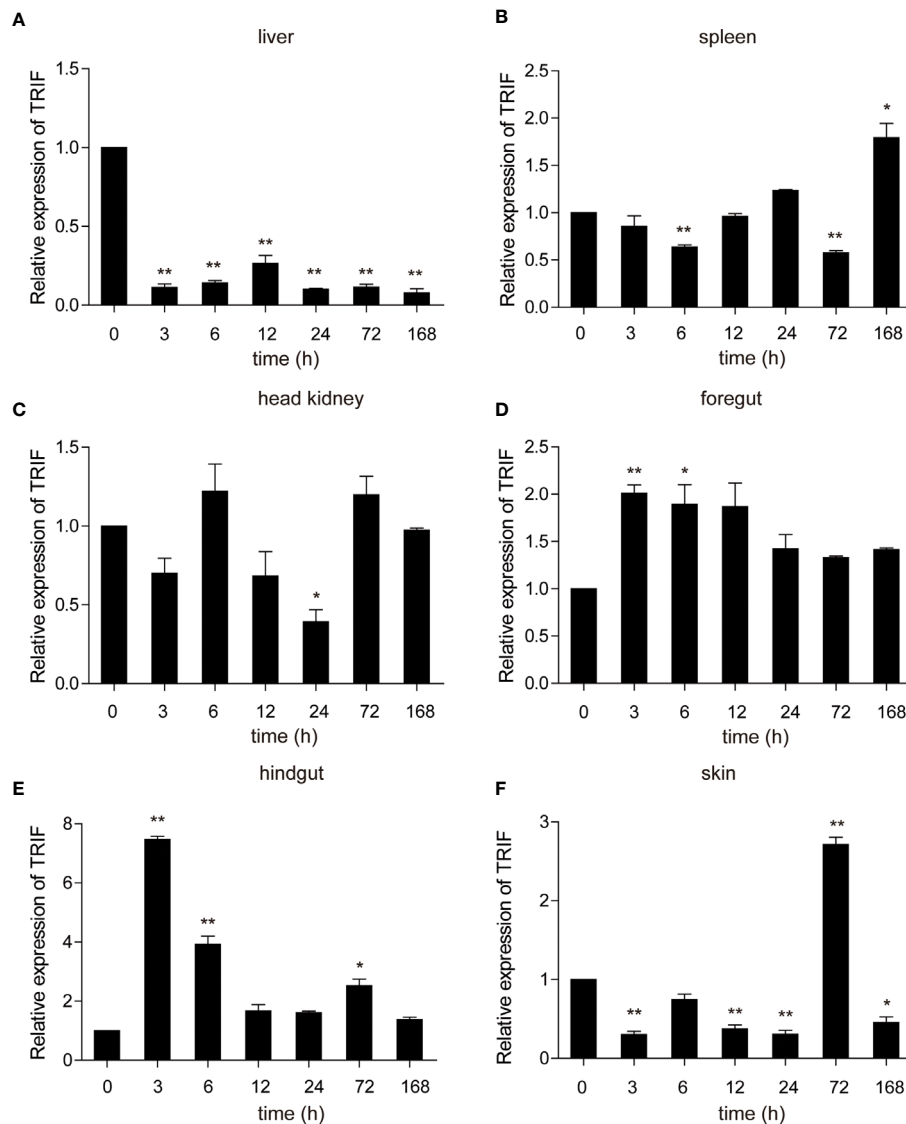 A
liver
Relative expression of TRIF
1.5
1.0
0.5
0.0
** ** ** ** ** **
0 3 6 12 24 72 168
time (h)
B
spleen
Relative expression of TRIF
2.5
2.0
1.5
1.0
0.5
0.0
** ** *
0 3 6 12 24 72 168
time (h)
C
head kidney
Relative expression of TRIF
1.5
1.0
0.5
0.0
*
0 3 6 12 24 72 168
time (h)
D
foregut
Relative expression of TRIF
2.5
2.0
1.5
1.0
0.5
0.0
** *
0 3 6 12 24 72 168
time (h)
E
hindgut
Relative expression of TRIF
8
6
4
2
0
** ** *
0 3 6 12 24 72 168
time (h)
F
skin
Relative expression of TRIF
3
2
1
0
** ** ** ** *
0 3 6 12 24 72 168
time (h)